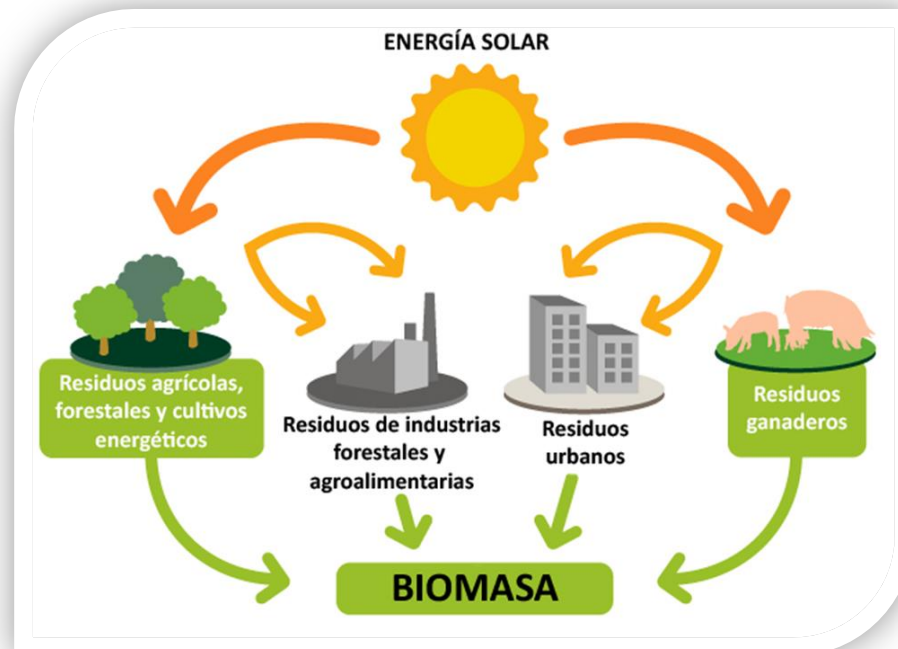 ENERGÍA SOLAR
Residuos agrícolas,
forestales y cultivos
energéticos
Residuos de industrias
forestales y
agroalimentarias
Residuos
urbanos
Residuos
ganaderos
BIOMASA